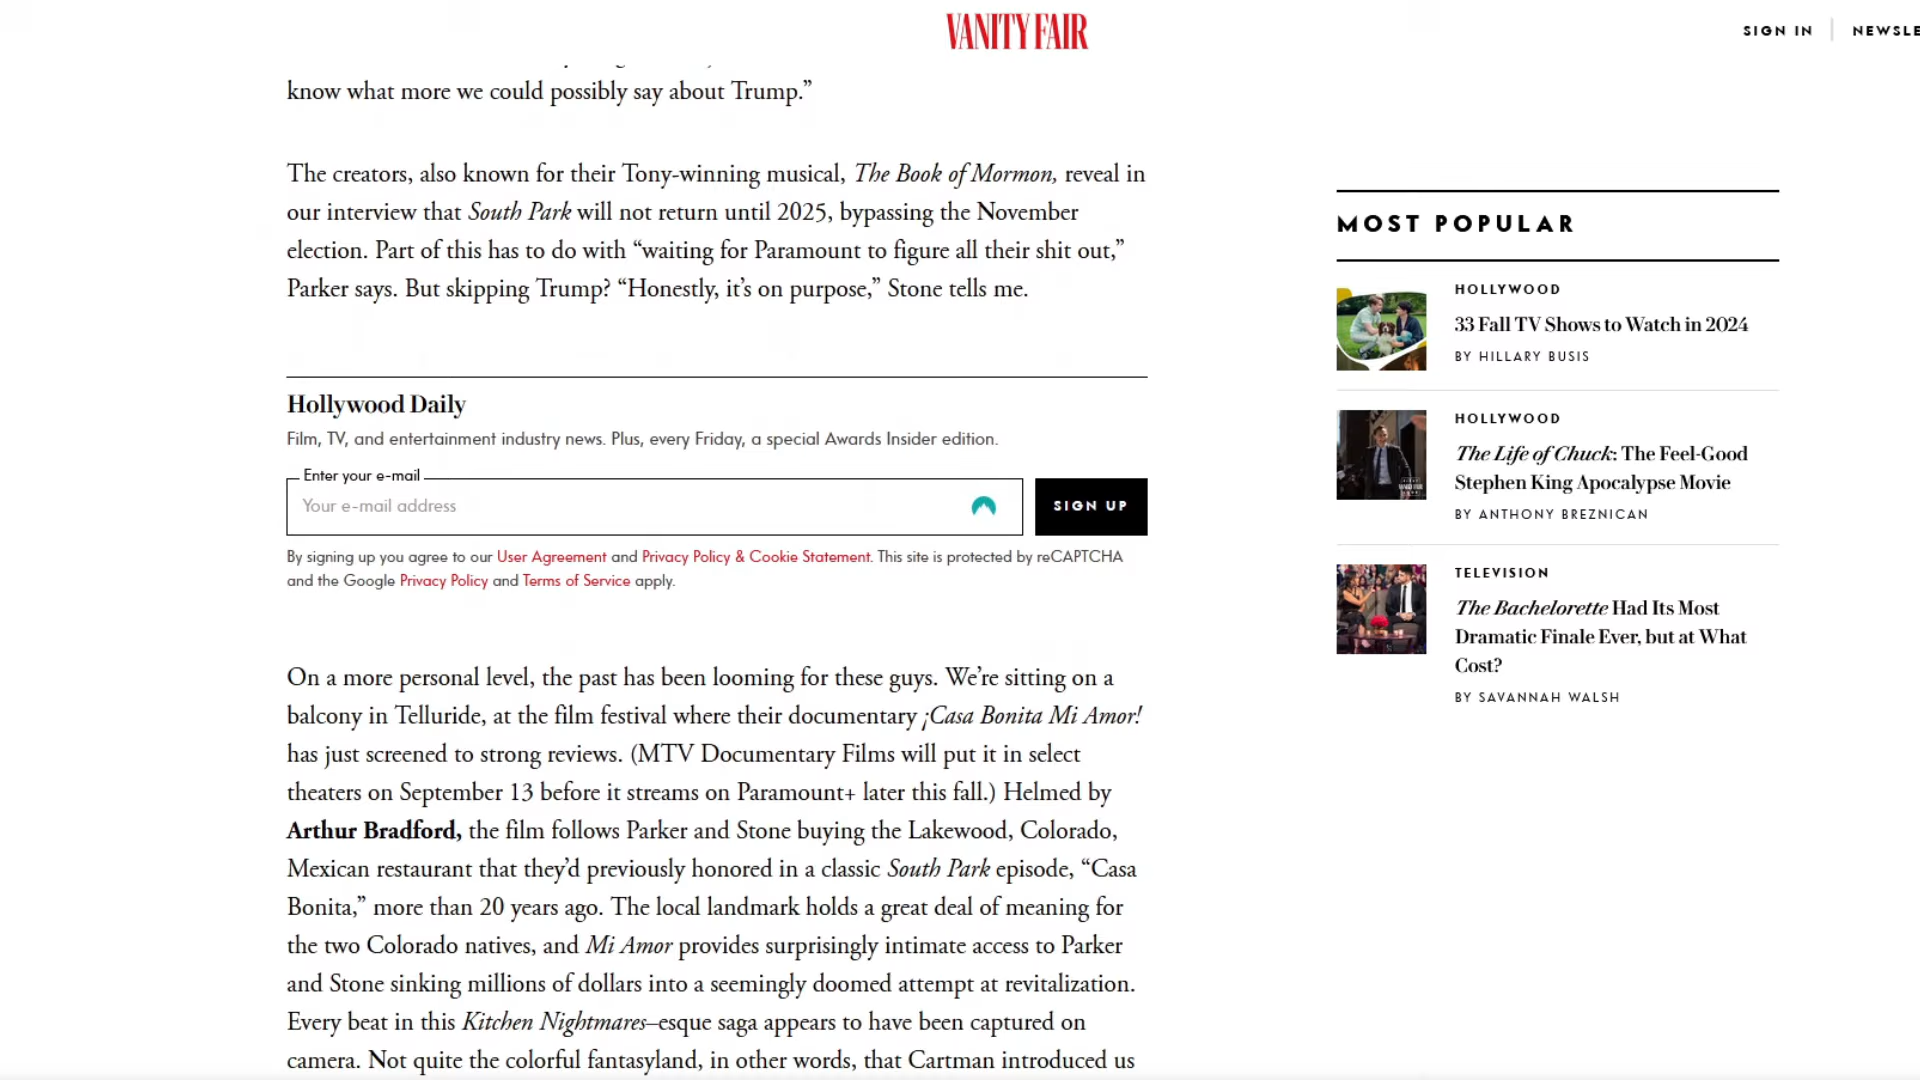 VANITY FAIR
SIGN IN
NEWSLE
know what more we could possibly say about Trump.”
The creators, also known for their Tony-winning musical, The Book of Mormon, reveal in
our interview that South Park will not return until 2025, bypassing the November
election. Part of this has to do with “waiting for Paramount to figure all their shit out,”
Parker says. But skipping Trump? “Honestly, it’s on purpose,” Stone tells me.
Hollywood Daily
Film, TV, and entertainment industry news. Plus, every Friday, a special Awards Insider edition.
Enter your e-mail
Your e-mail address
SIGN UP
By signing up you agree to our User Agreement and Privacy Policy & Cookie Statement. This site is protected by reCAPTCHA
and the Google Privacy Policy and Terms of Service apply.
On a more personal level, the past has been looming for these guys. We’re sitting on a
balcony in Telluride, at the film festival where their documentary ¡Casa Bonita Mi Amor!
has just screened to strong reviews. (MTV Documentary Films will put it in select
theaters on September 13 before it streams on Paramount+ later this fall.) Helmed by
Arthur Bradford, the film follows Parker and Stone buying the Lakewood, Colorado,
Mexican restaurant that they’d previously honored in a classic South Park episode, “Casa
Bonita,” more than 20 years ago. The local landmark holds a great deal of meaning for
the two Colorado natives, and Mi Amor provides surprisingly intimate access to Parker
and Stone sinking millions of dollars into a seemingly doomed attempt at revitalization.
Every beat in this Kitchen Nightmares–esque saga appears to have been captured on
camera. Not quite the colorful fantasyland, in other words, that Cartman introduced us
MOST POPULAR
HOLLYWOOD
33 Fall TV Shows to Watch in 2024
BY HILLARY BUSIS
HOLLYWOOD
The Life of Chuck: The Feel-Good
Stephen King Apocalypse Movie
BY ANTHONY BREZNICAN
TELEVISION
The Bachelorette Had Its Most
Dramatic Finale Ever, but at What
Cost?
BY SAVANNAH WALSH